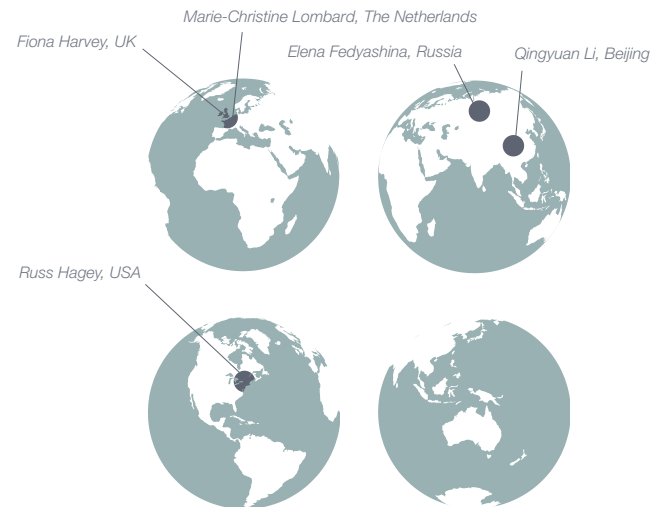 Marie-Christine Lombard, The Netherlands
Fiona Harvey, UK
Elena Fedyashina, Russia
Qingyuan Li, Beijing
Russ Hagey, USA